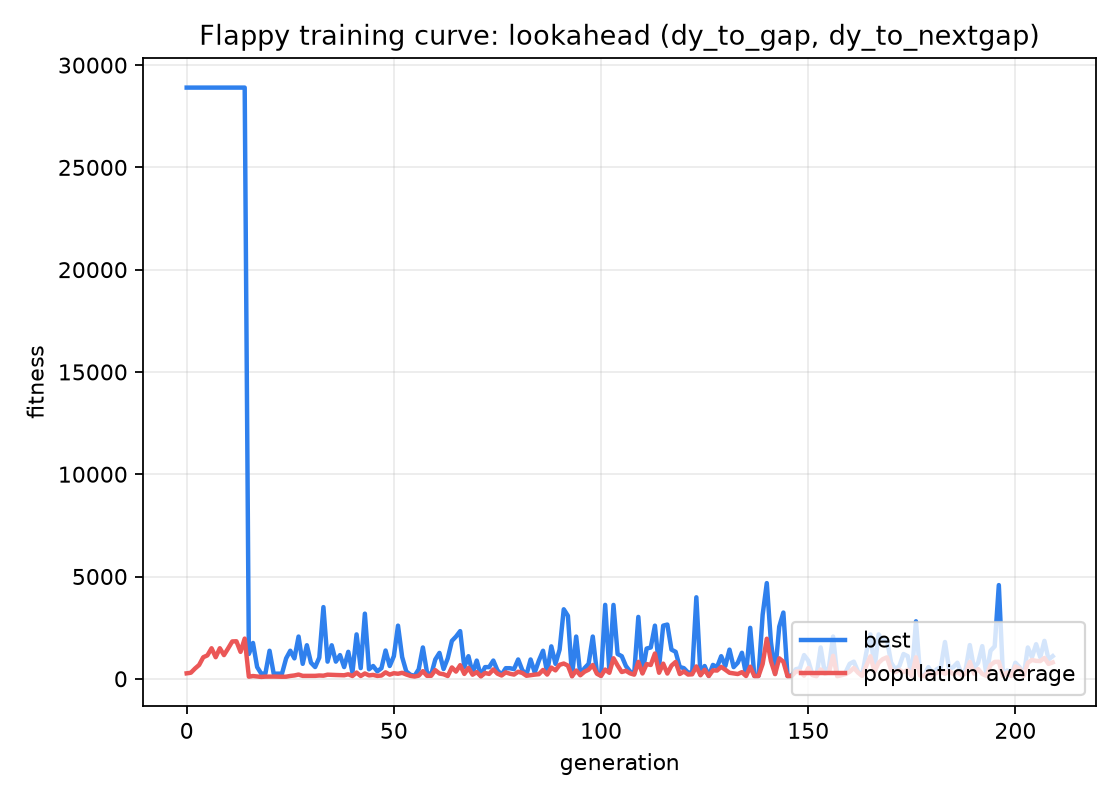 Flappy training curve: lookahead (dy_to_gap, dy_to_nextgap)
30000
25000
20000
15000
10000
5000
0
fitness
best
population average
0 50 100 150 200
generation